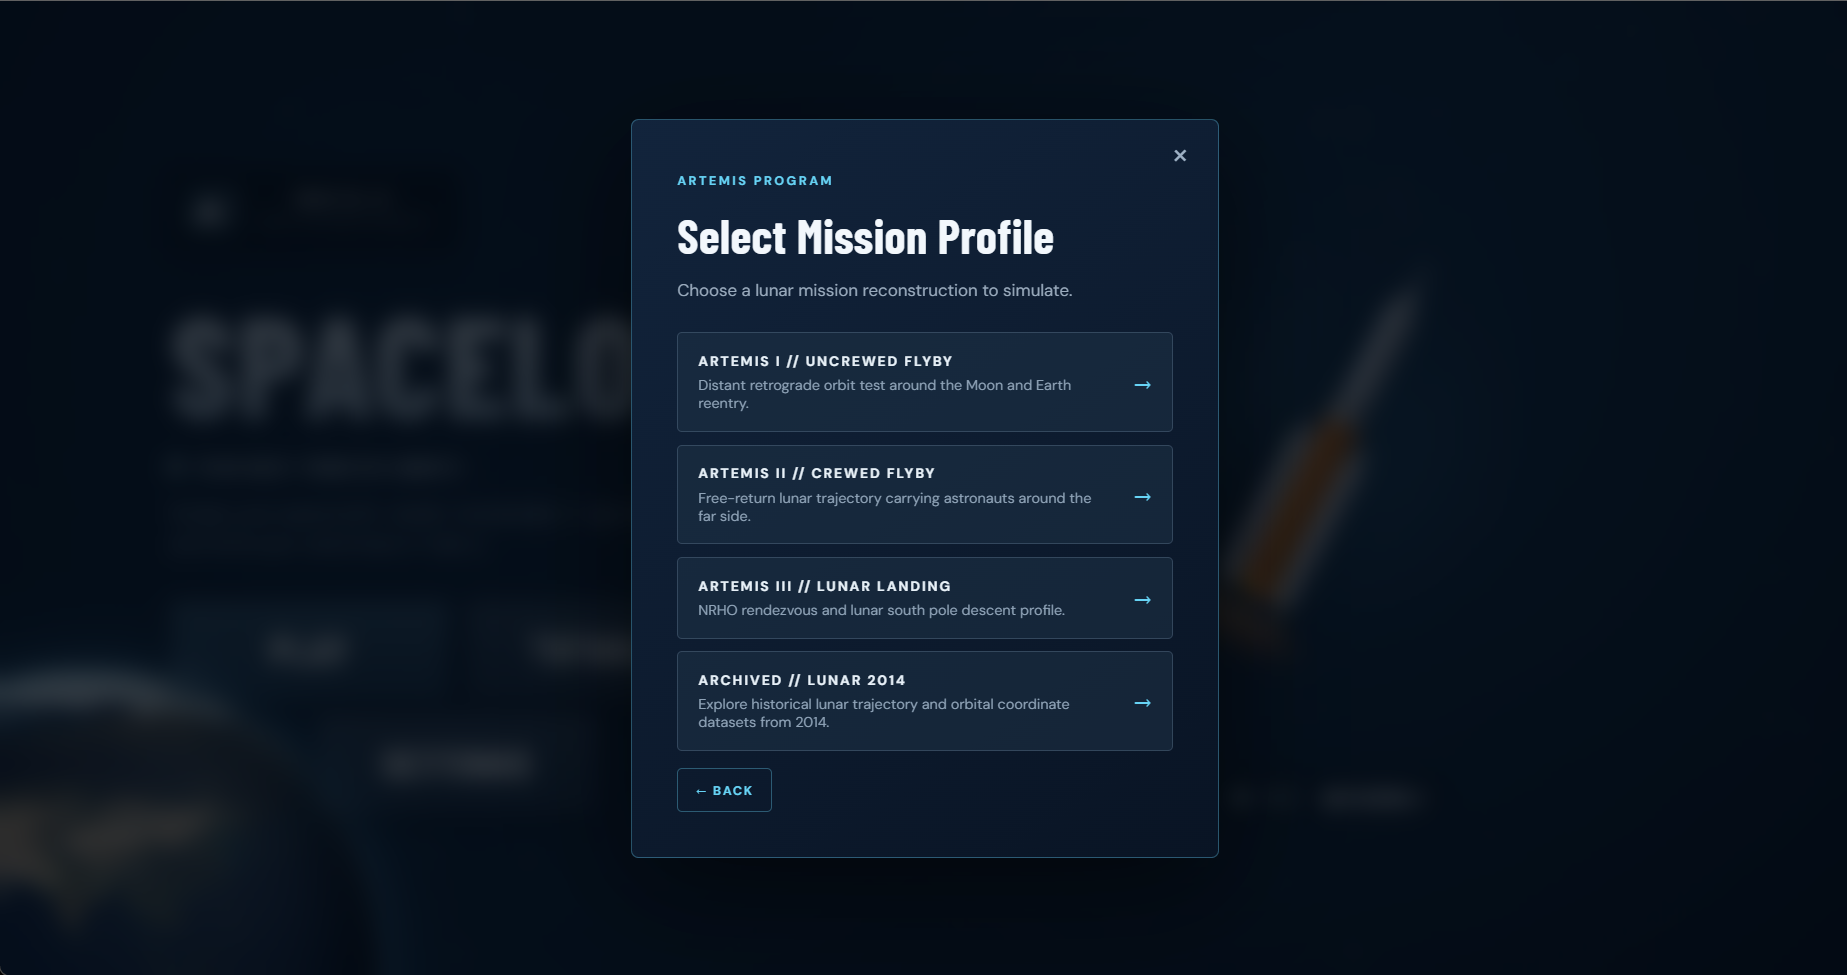 ×
ARTEMIS PROGRAM
Select Mission Profile
Choose a lunar mission reconstruction to simulate.
ARTEMIS I // UNCREWED FLYBY
Distant retrograde orbit test around the Moon and Earth
reentry.
→
ARTEMIS II // CREWED FLYBY
Free-return lunar trajectory carrying astronauts around the
far side.
→
ARTEMIS III // LUNAR LANDING
NRHO rendezvous and lunar south pole descent profile.
→
ARCHIVED // LUNAR 2014
Explore historical lunar trajectory and orbital coordinate
datasets from 2014.
→
← BACK